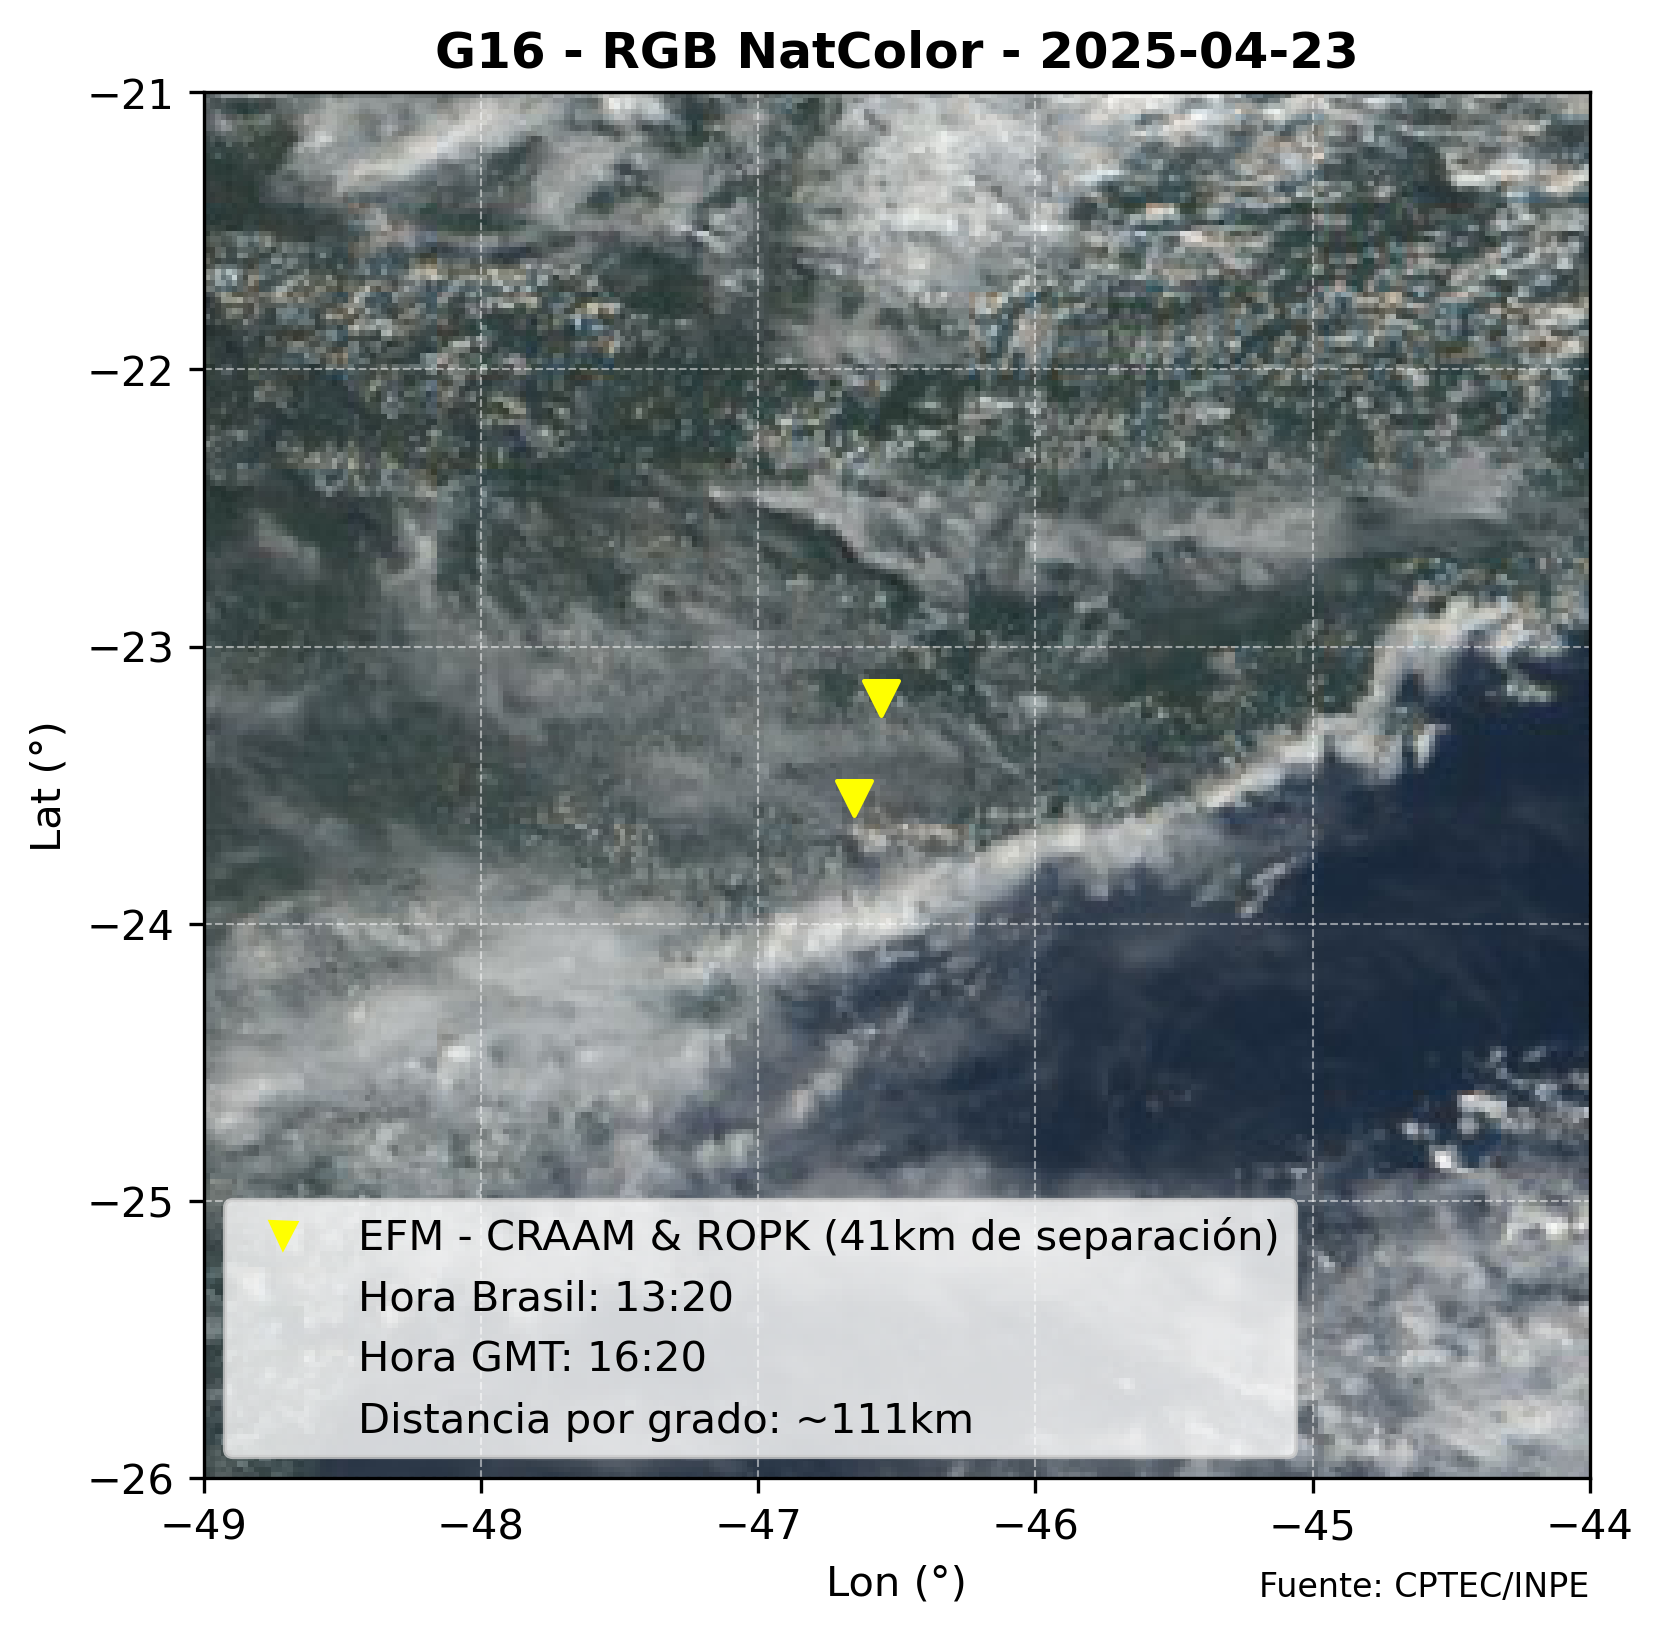 G16 - RGB NatColor - 2025-04-23
−21
−22
−23
−24
−25
−26
Lat (°)
EFM - CRAAM & ROPK (41km de separación)
Hora Brasil: 13:20
Hora GMT: 16:20
Distancia por grado: ~111km
−49
−48
−47
−46
−45
−44
Lon (°)
Fuente: CPTEC/INPE